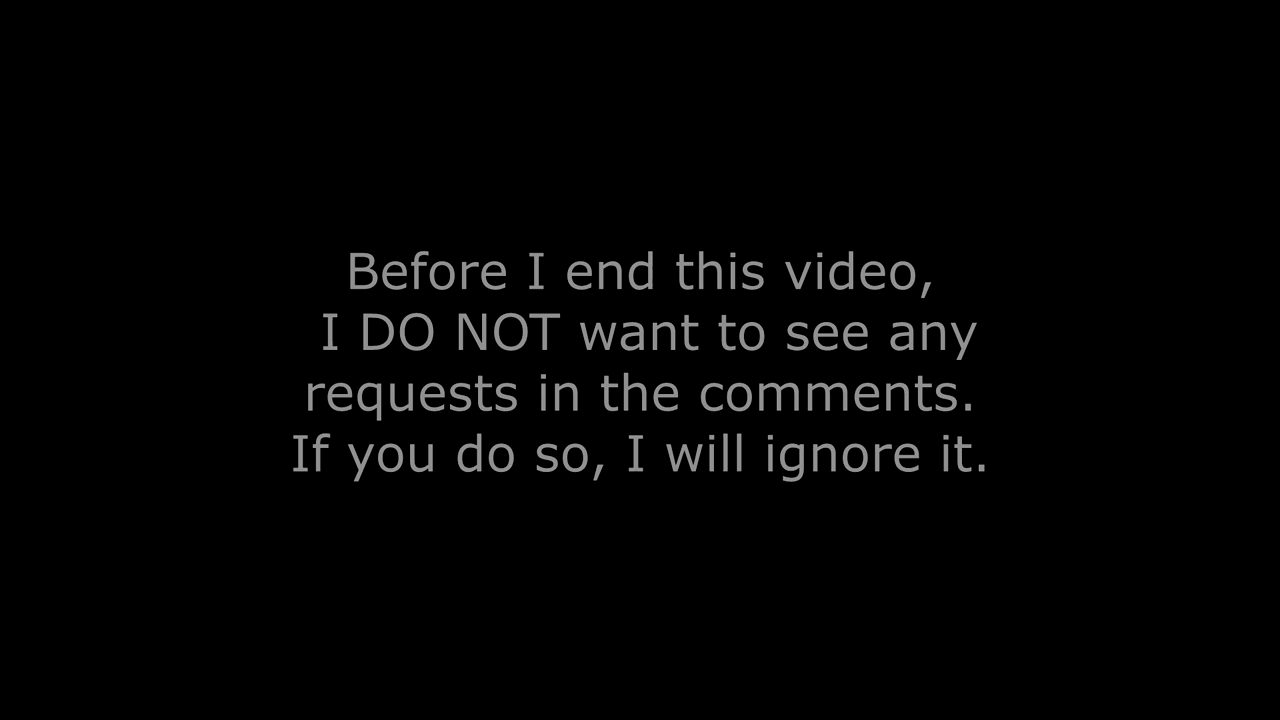 Before I end this video,
I DO NOT want to see any
requests in the comments.
If you do so, I will ignore it.